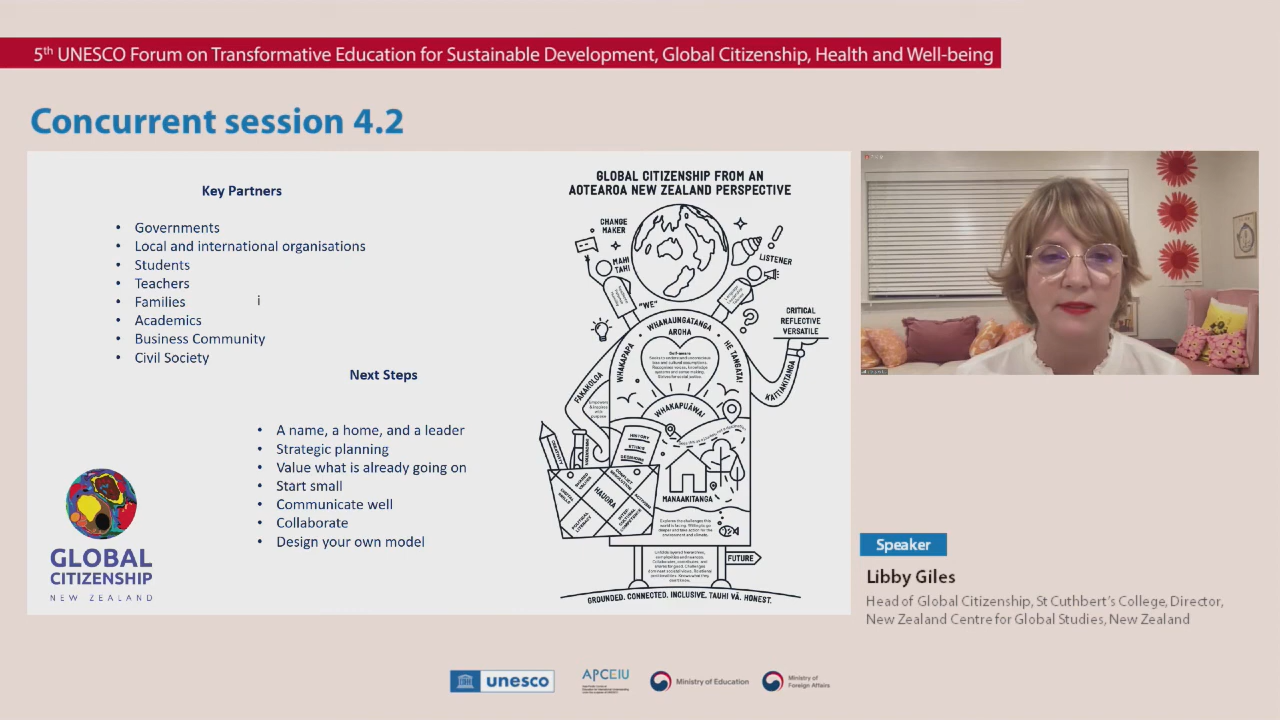 5th UNESCO Forum on Transformative Education for Sustainable Development, Global Citizenship, Health and Well-being
Concurrent session 4.2
Key Partners
• Governments
• Local and international organisations
• Students
• Teachers
• Families
• Academics
• Business Community
• Civil Society
Next Steps
• A name, a home, and a leader
• Strategic planning
• Value what is already going on
• Start small
• Communicate well
• Collaborate
• Design your own model
GLOBAL
CITIZENSHIP
NEW ZEALAND
GLOBAL CITIZENSHIP FROM AN
AOTEAROA NEW ZEALAND PERSPECTIVE
CHANGE
MAKER
MAHI
TAHI
LISTENER
"WE"
CRITICAL
REFLECTIVE
VERSATILE
WHANAUNGATANGA
AROHA
WHAKAPAPA
HE TANGATA!
KAITIAKITANGA
Self-aware
FAKAKOLOA
WHAKAPUĀWAI
HISTORY
ETHICS
HAUORA
MANAAKITANGA
FUTURE
GROUNDED. CONNECTED. INCLUSIVE. TAUHI VĀ. HONEST.
Speaker
Libby Giles
Head of Global Citizenship, St Cuthbert's College, Director,
New Zealand Centre for Global Studies, New Zealand
unesco
APCEIU
Ministry of Education
Ministry of
Foreign Affairs